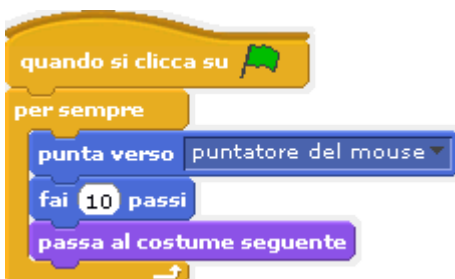 quando si clicca su
per sempre
punta verso puntatore del mouse
fai 10 passi
passa al costume seguente